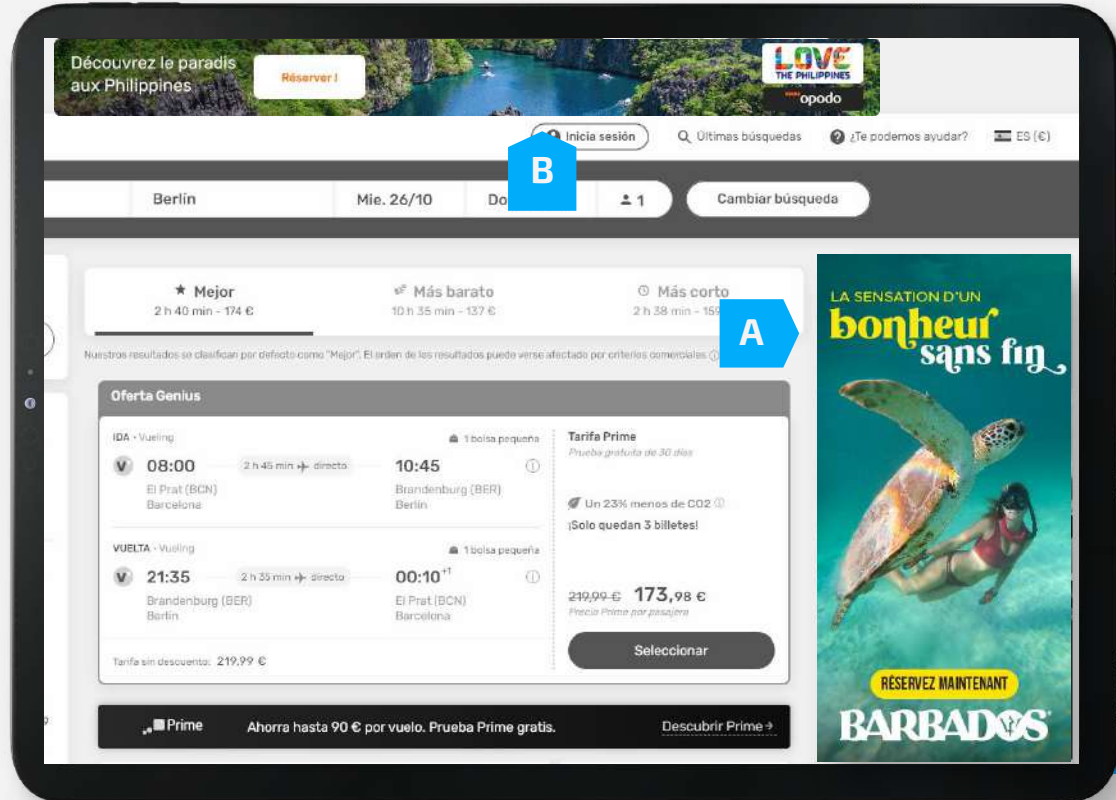 Découvrez le paradis
aux Philippines
Réserver !
LOVE
THE PHILIPPINES
opodo
Inicia sesión
Últimas búsquedas
¿Te podemos ayudar?
ES (€)
B
Berlín
Mie. 26/10
Do
1
Cambiar búsqueda
Mejor
2 h 40 min - 174 €
Más barato
10 h 35 min - 137 €
Más corto
2 h 38 min - 159
A
Nuestros resultados se clasifican por defecto como "Mejor". El orden de los resultados puede verse afectado por criterios comerciales
LA SENSATION D'UN
bonheur
sans fin
Oferta Genius
IDA · Vueling
1 bolsa pequeña
V 08:00 2 h 45 min directo 10:45
El Prat (BCN) Brandenburg (BER)
Barcelona Berlín
VUELTA · Vueling
1 bolsa pequeña
V 21:35 2 h 35 min directo 00:10+1
Brandenburg (BER) El Prat (BCN)
Berlín Barcelona
Tarifa sin descuento: 219,99 €
Tarifa Prime
Prueba gratuita de 30 días
Un 23% menos de CO2
¡Solo quedan 3 billetes!
219,99 € 173,98 €
Precio Prime por pasajero
Seleccionar
RÉSERVEZ MAINTENANT
BARBADOS
Prime
Ahorra hasta 90 € por vuelo. Prueba Prime gratis.
Descubrir Prime →